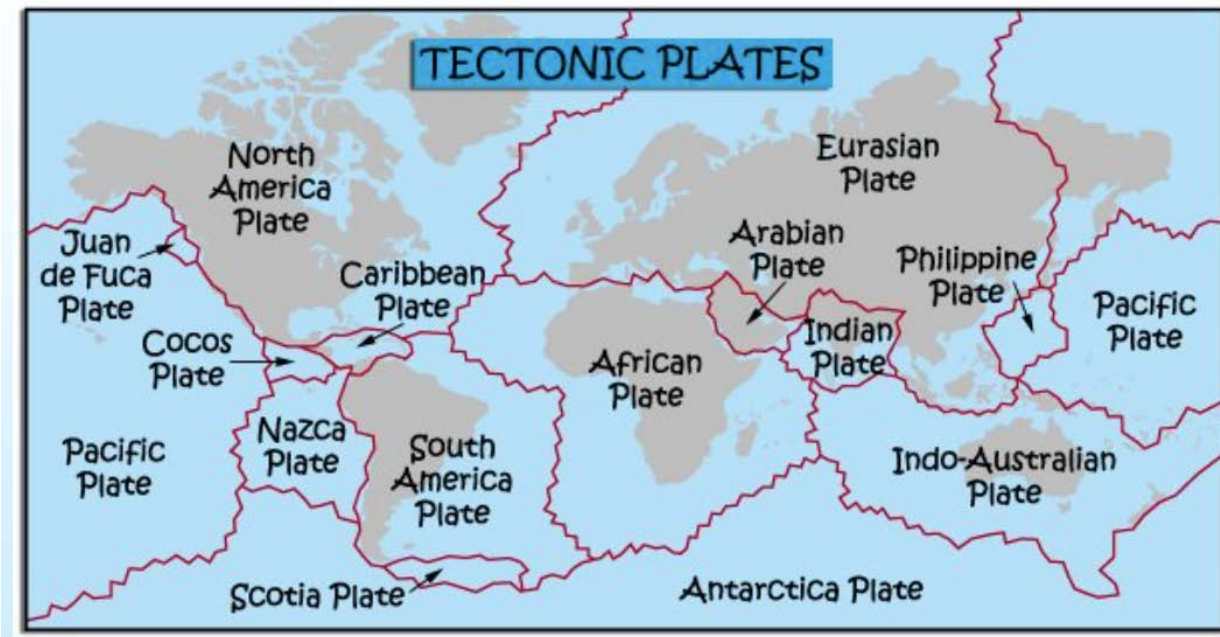 TECTONIC PLATES
North
America
Plate
Eurasian
Plate
Juan
de Fuca
Plate
Caribbean
Plate
Arabian
Plate
Philippine
Plate
Pacific
Plate
Cocos
Plate
Indian
Plate
African
Plate
Pacific
Plate
Nazca
Plate
South
America
Plate
Indo-Australian
Plate
Scotia Plate
Antarctica Plate